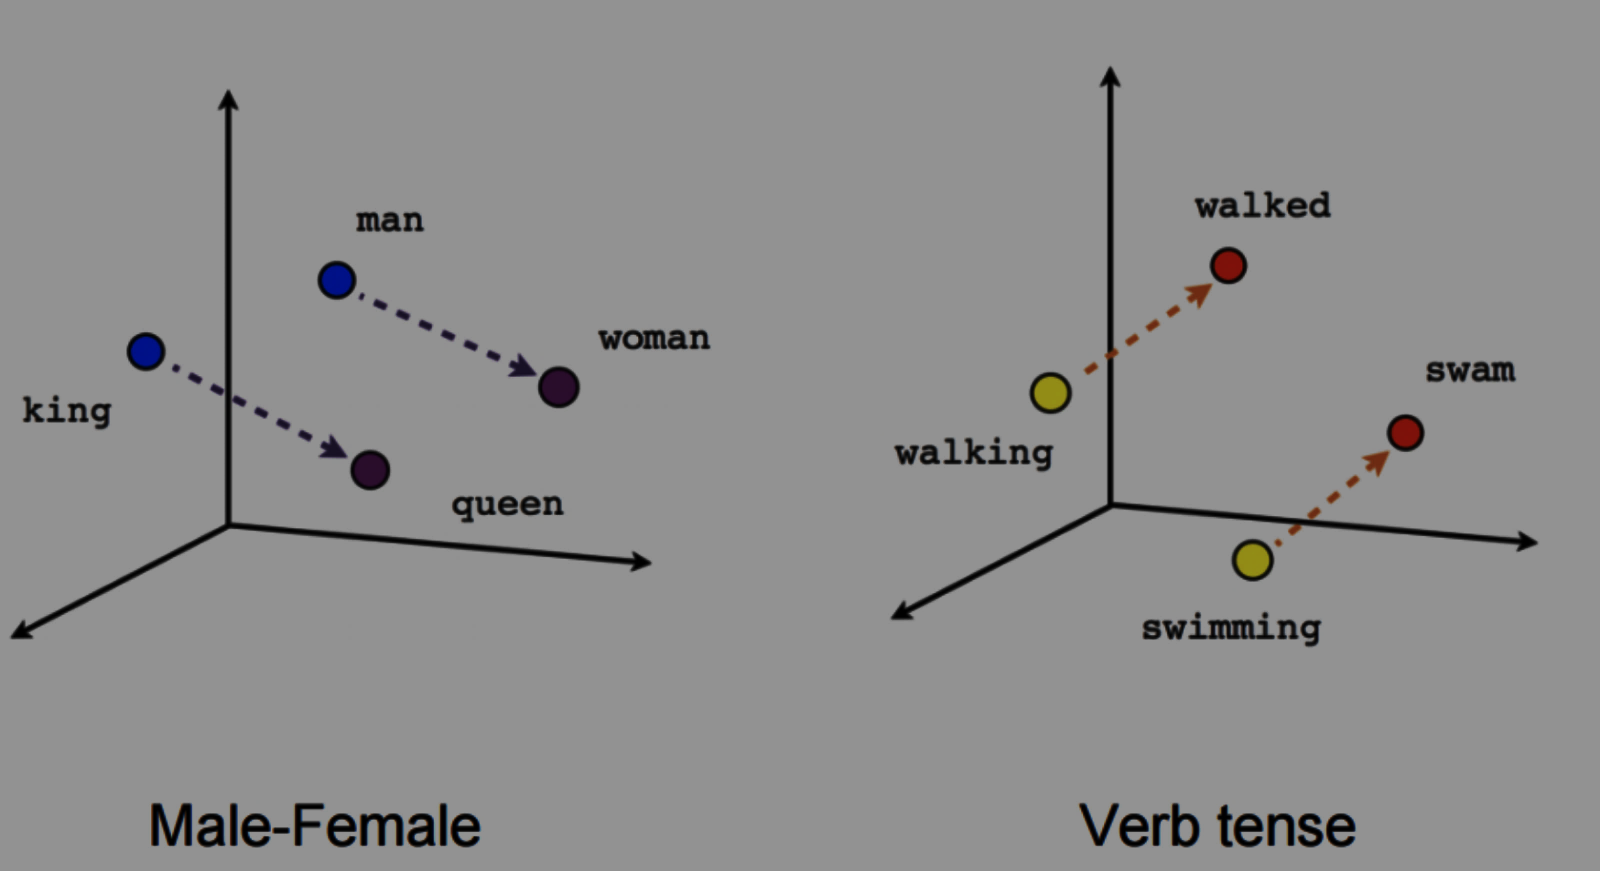 man
woman
king
queen
Male-Female
walked
swam
walking
swimming
Verb tense